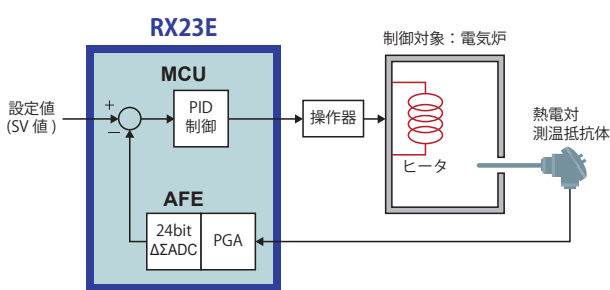 RX23E
制御対象：電気炉
MCU
設定値
(SV 値 )
+
−
PID
制御
操作器
ヒータ
熱電対
測温抵抗体
AFE
24bit
ΔΣADC
PGA